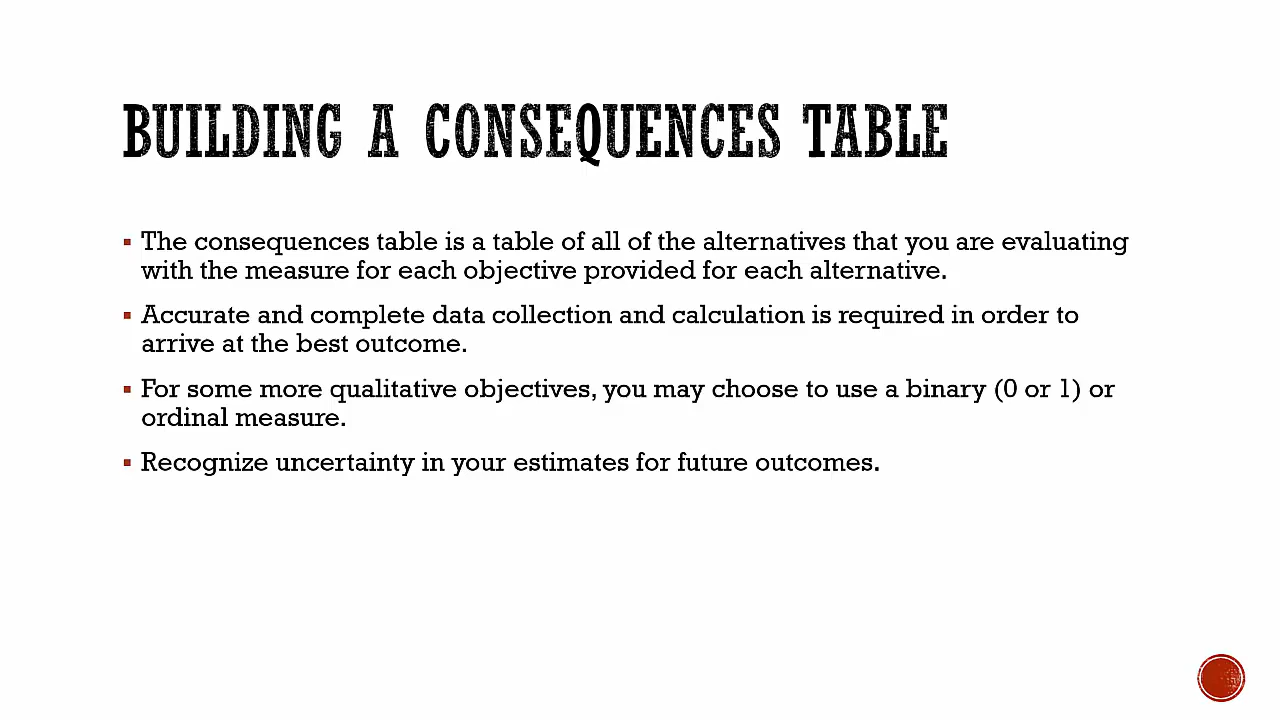 BUILDING A CONSEQUENCES TABLE
▪ The consequences table is a table of all of the alternatives that you are evaluating
with the measure for each objective provided for each alternative.
▪ Accurate and complete data collection and calculation is required in order to
arrive at the best outcome.
▪ For some more qualitative objectives, you may choose to use a binary (0 or 1) or
ordinal measure.
▪ Recognize uncertainty in your estimates for future outcomes.